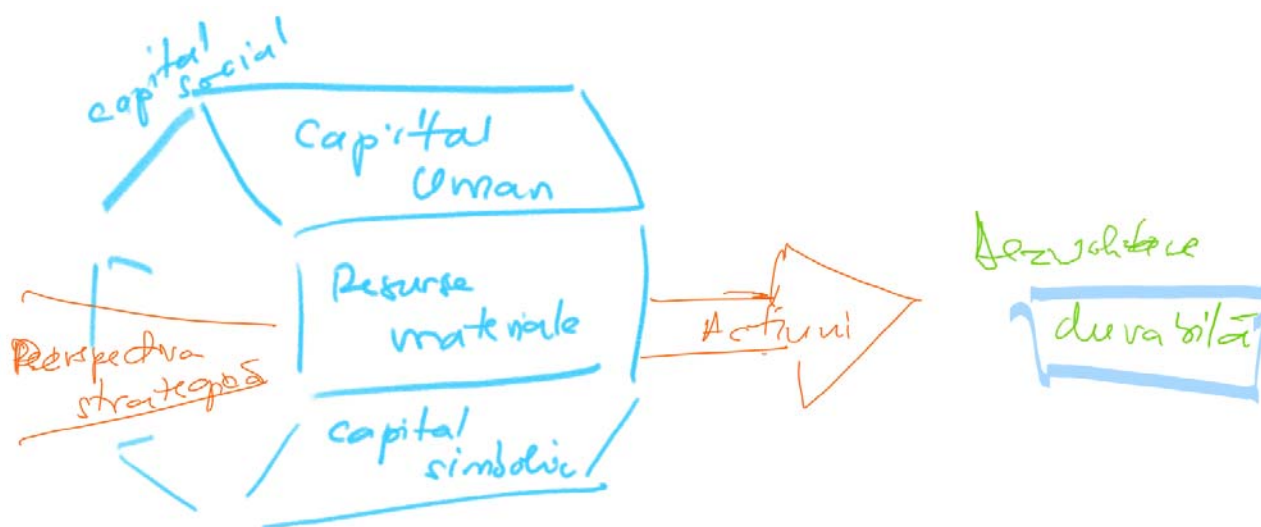 capital
social
Capital
Uman
Resurse
materiale
Perspectiva
strategică
Acțiuni
capital
simbolic
Dezvoltare
durabilă